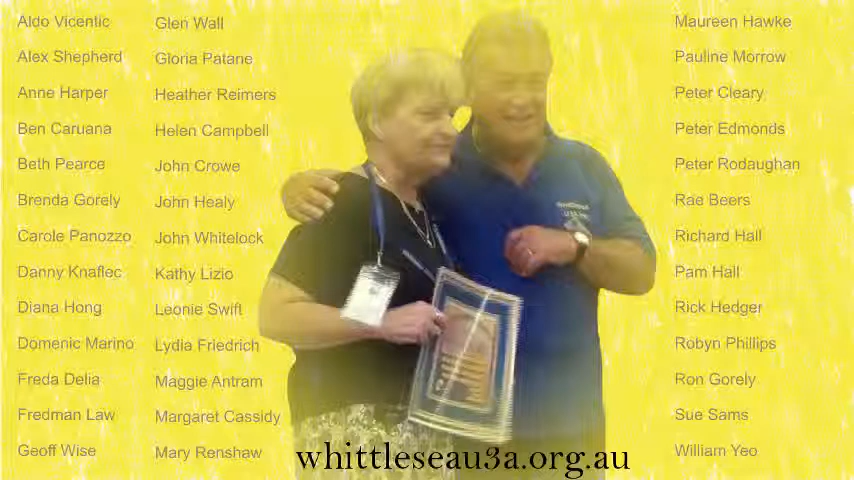 Aldo Vicentic
Alex Shepherd
Anne Harper
Ben Caruana
Beth Pearce
Brenda Gorely
Carole Panozzo
Danny Knaflec
Diana Hong
Domenic Marino
Freda Delia
Fredman Law
Geoff Wise
Glen Wall
Gloria Patane
Heather Reimers
Helen Campbell
John Crowe
John Healy
John Whitelock
Kathy Lizio
Leonie Swift
Lydia Friedrich
Maggie Antram
Margaret Cassidy
Mary Renshaw
Maureen Hawke
Pauline Morrow
Peter Cleary
Peter Edmonds
Peter Rodaughan
Rae Beers
Richard Hall
Pam Hall
Rick Hedger
Robyn Phillips
Ron Gorely
Sue Sams
William Yeo
whittleseau3a.org.au